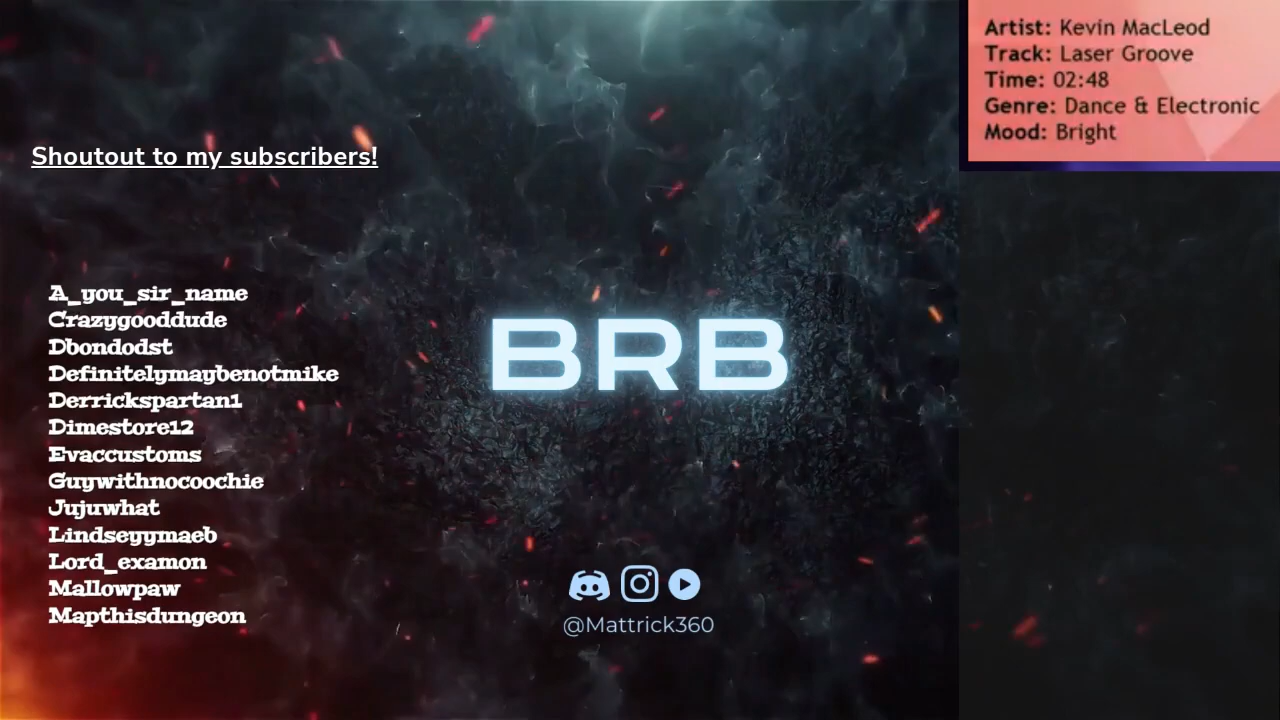 Artist: Kevin MacLeod
Track: Laser Groove
Time: 02:48
Genre: Dance & Electronic
Mood: Bright
Shoutout to my subscribers!
A_you_sir_name
Crazygooddude
Dbondodst
Definitelymaybenotmike
Derrickspartan1
Dimestore12
Evaccustoms
Guywithnocoochie
Jujuwhat
Lindseyymaeb
Lord_examon
Mallowpaw
Mapthisdungeon
BRB
@Mattrick360